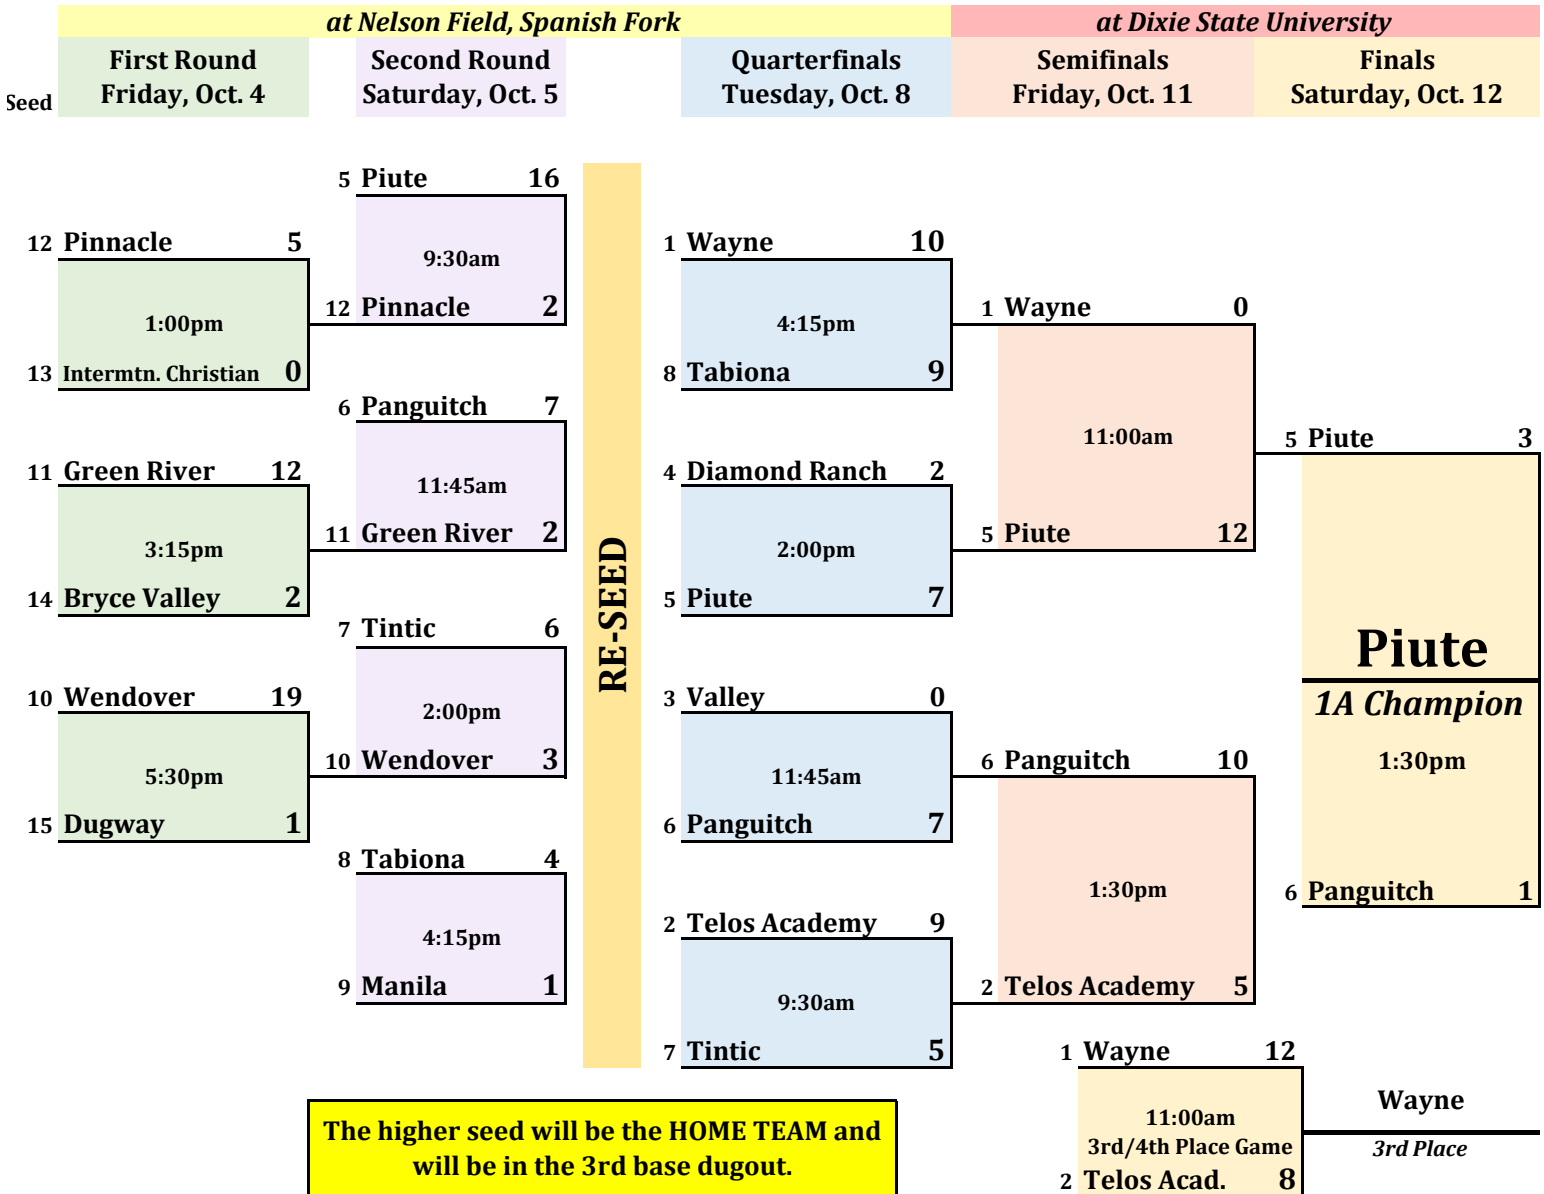 at Nelson Field, Spanish Fork
at Dixie State University
First Round
Friday, Oct. 4
Second Round
Saturday, Oct. 5
Quarterfinals
Tuesday, Oct. 8
Semifinals
Friday, Oct. 11
Finals
Saturday, Oct. 12
Seed
12 Pinnacle 5
1:00pm
13 Intermtn. Christian 0
11 Green River 12
3:15pm
14 Bryce Valley 2
10 Wendover 19
5:30pm
15 Dugway 1
5 Piute 16
9:30am
12 Pinnacle 2
6 Panguitch 7
11:45am
11 Green River 2
7 Tintic 6
2:00pm
10 Wendover 3
8 Tabiona 4
4:15pm
9 Manila 1
RE-SEED
1 Wayne 10
4:15pm
8 Tabiona 9
4 Diamond Ranch 2
2:00pm
5 Piute 7
3 Valley 0
11:45am
6 Panguitch 7
2 Telos Academy 9
9:30am
7 Tintic 5
1 Wayne 0
11:00am
5 Piute 12
6 Panguitch 10
1:30pm
2 Telos Academy 5
5 Piute 3
Piute
1A Champion
1:30pm
6 Panguitch 1
1 Wayne 12
11:00am
3rd/4th Place Game
2 Telos Acad. 8
Wayne
3rd Place
The higher seed will be the HOME TEAM and
will be in the 3rd base dugout.